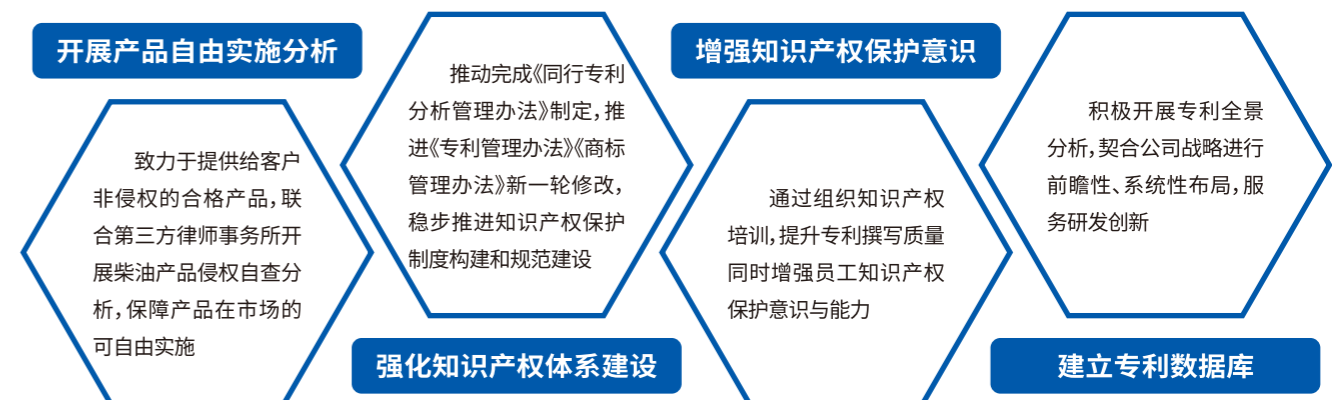 开展产品自由实施分析
致力于提供给客户
非侵权的合格产品，联
合第三方律师事务所开
展柴油产品侵权自查分
析，保障产品在市场的
可自由实施
推动完成《同行专利
分析管理办法》制定，推
进《专利管理办法》《商标
管理办法》新一轮修改，
稳步推进知识产权保护
制度构建和规范建设
强化知识产权体系建设
增强知识产权保护意识
通过组织知识产权
培训，提升专利撰写质量
同时增强员工知识产权
保护意识与能力
积极开展专利全景
分析，契合公司战略进行
前瞻性、系统性布局，服
务研发创新
建立专利数据库